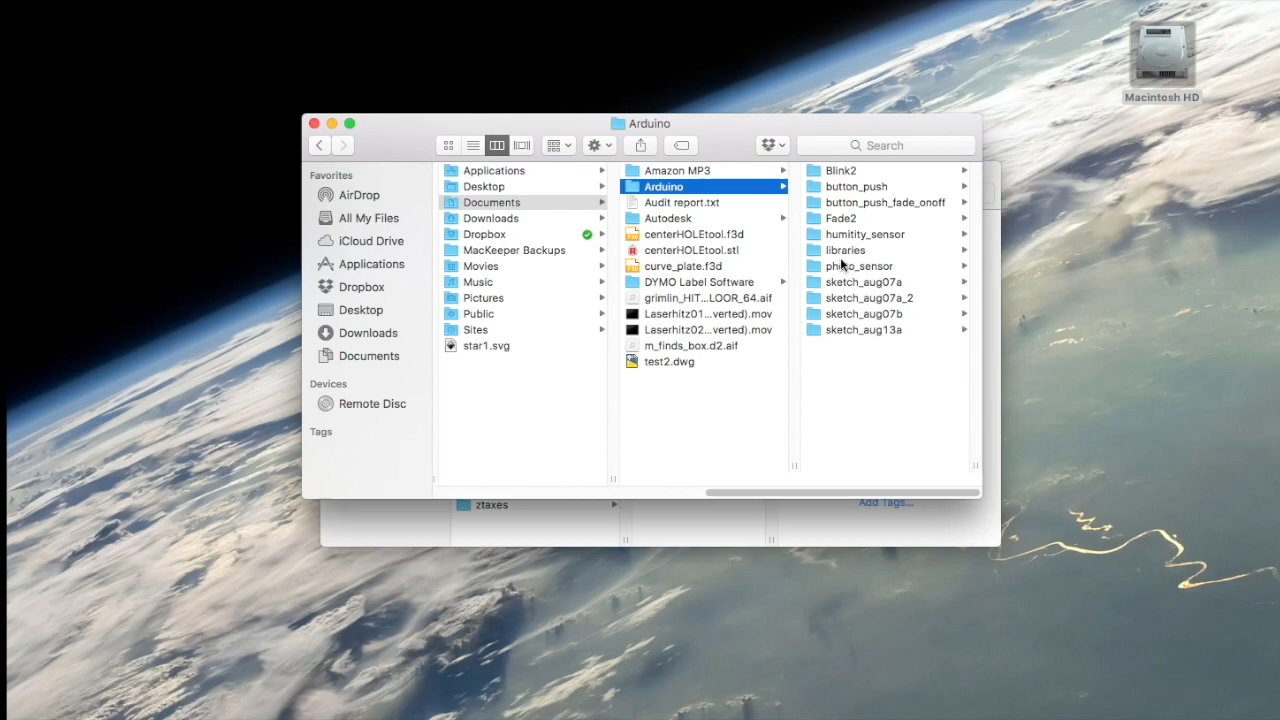 Macintosh HD
Arduino
Search
Favorites
AirDrop
All My Files
iCloud Drive
Applications
Dropbox
Desktop
Downloads
Documents
Devices
Remote Disc
Tags
Applications
Desktop
Documents
Downloads
Dropbox
MacKeeper Backups
Movies
Music
Pictures
Public
Sites
star1.svg
Amazon MP3
Arduino
Audit report.txt
Autodesk
centerHOLEtool.f3d
centerHOLEtool.stl
curve_plate.f3d
DYMO Label Software
grimlin_HIT...LOOR_64.aif
Laserhitz01...verted).mov
Laserhitz02...verted).mov
m_finds_box.d2.aif
test2.dwg
Blink2
button_push
button_push_fade_onoff
Fade2
humitity_sensor
libraries
photo_sensor
sketch_aug07a
sketch_aug07a_2
sketch_aug07b
sketch_aug13a
ztaxes
Add Tags...